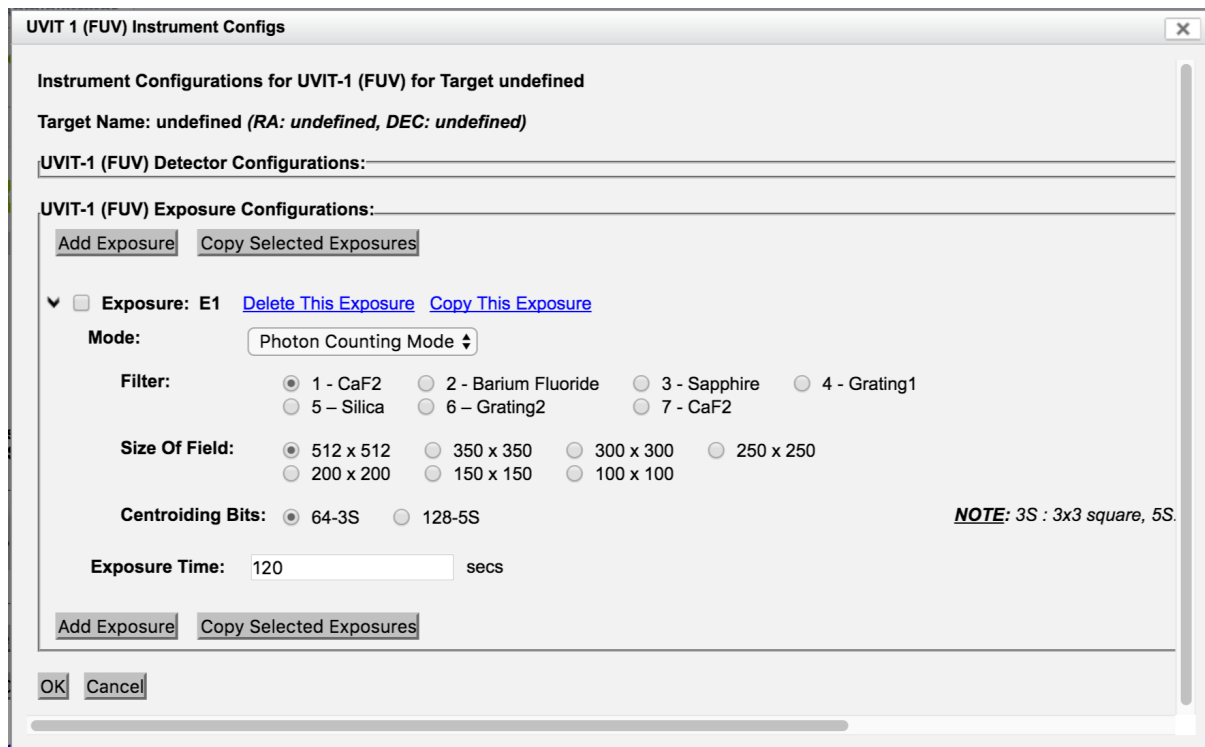 UVIT 1 (FUV) Instrument Configs
Instrument Configurations for UVIT-1 (FUV) for Target undefined
Target Name: undefined (RA: undefined, DEC: undefined)
UVIT-1 (FUV) Detector Configurations:
UVIT-1 (FUV) Exposure Configurations:
Add Exposure Copy Selected Exposures
Exposure: E1 Delete This Exposure Copy This Exposure
Mode: Photon Counting Mode
Filter: 1 - CaF2 2 - Barium Fluoride 3 - Sapphire 4 - Grating1
5 – Silica 6 – Grating2 7 - CaF2
Size Of Field: 512 x 512 350 x 350 300 x 300 250 x 250
200 x 200 150 x 150 100 x 100
Centroiding Bits: 64-3S 128-5S NOTE: 3S : 3x3 square, 5S
Exposure Time: 120 secs
Add Exposure Copy Selected Exposures
OK Cancel